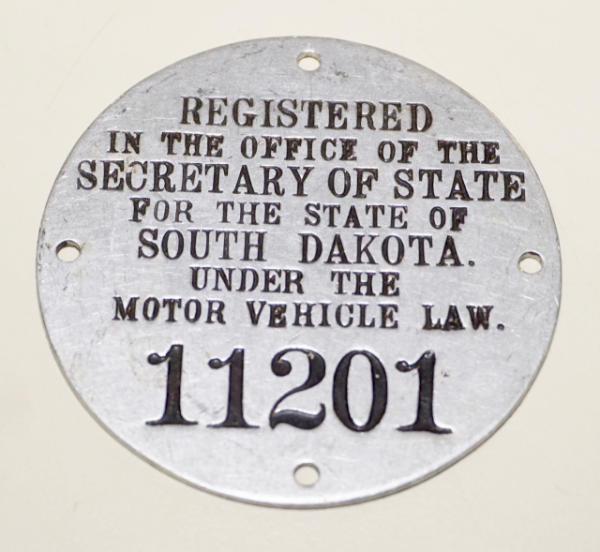 REGISTERED
IN THE OFFICE OF THE
SECRETARY OF STATE
FOR THE STATE OF
SOUTH DAKOTA.
UNDER THE
MOTOR VEHICLE LAW.
11201